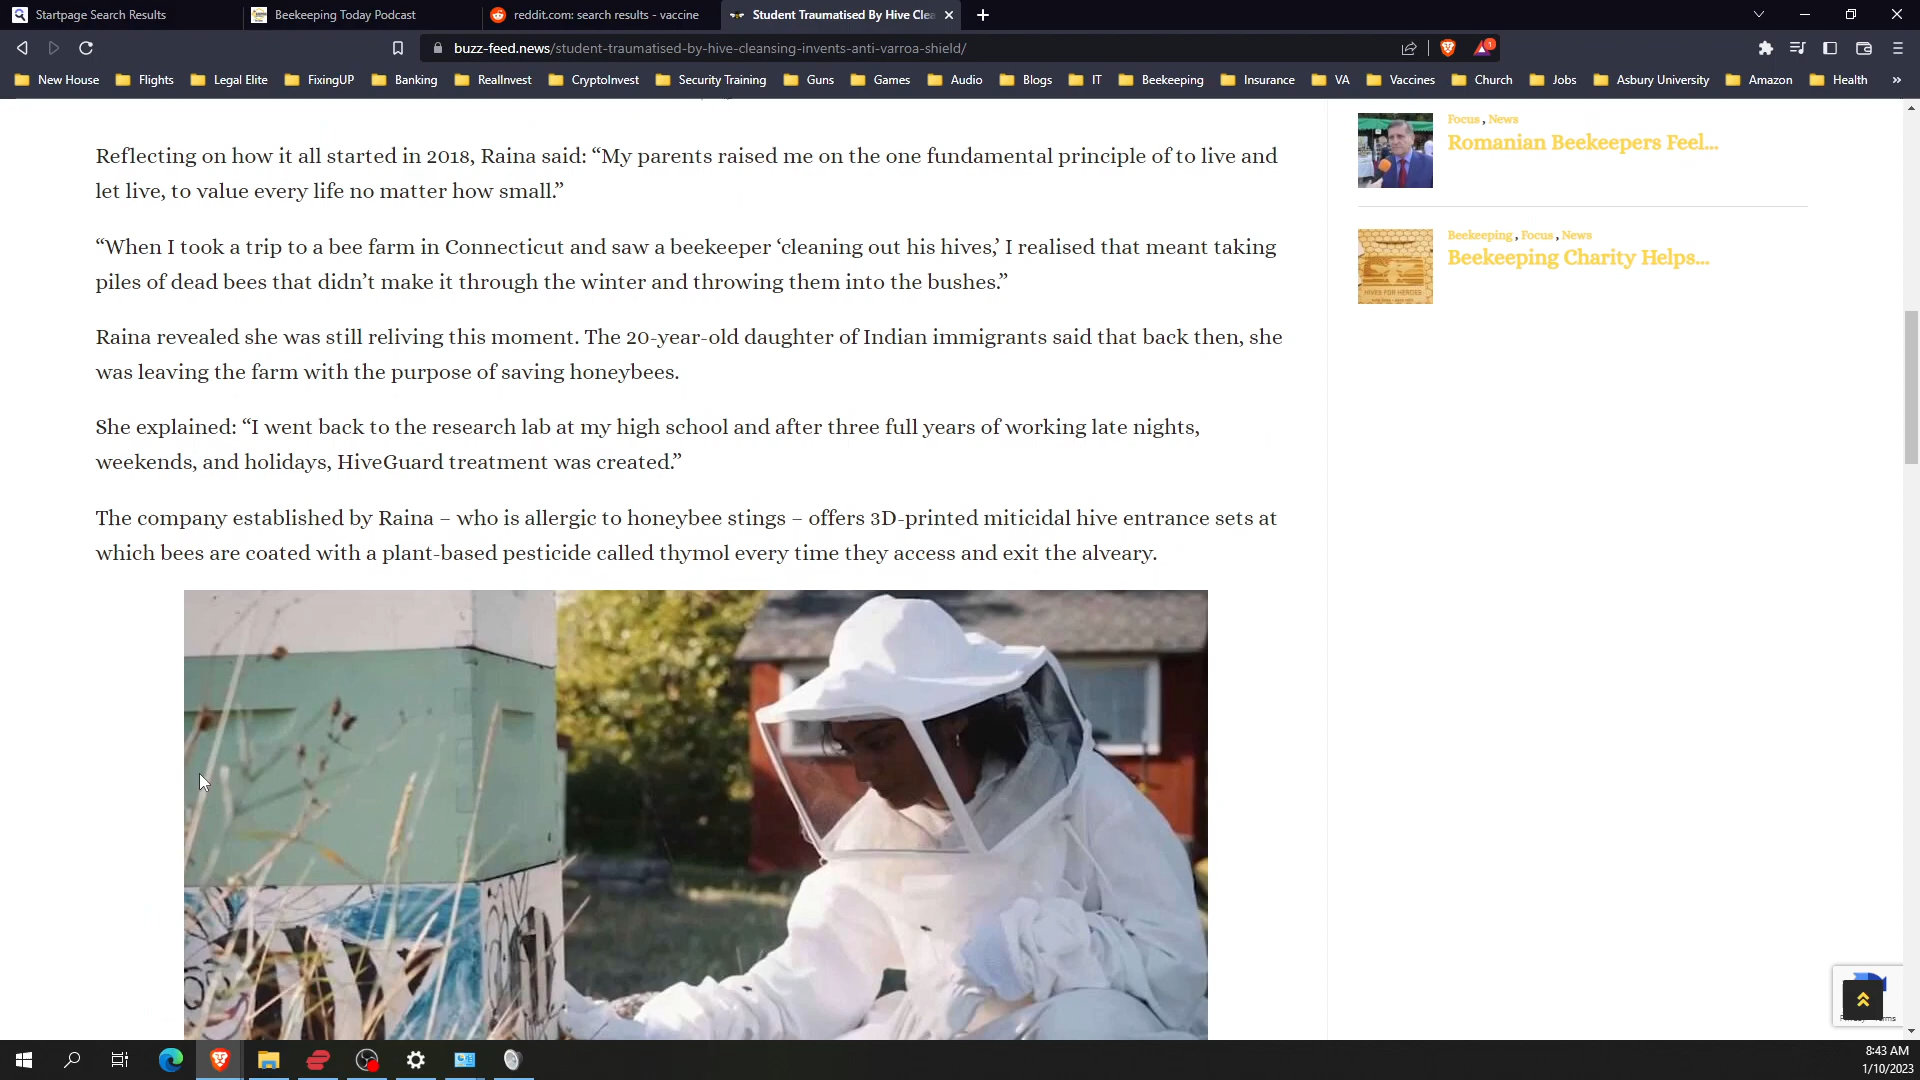 Startpage Search Results
Beekeeping Today Podcast
reddit.com: search results - vaccine
Student Traumatised By Hive Clea
buzz-feed.news/student-traumatised-by-hive-cleansing-invents-anti-varroa-shield/
1
New House
Flights
Legal Elite
FixingUP
Banking
RealInvest
CryptoInvest
Security Training
Guns
Games
Audio
Blogs
IT
Beekeeping
Insurance
VA
Vaccines
Church
Jobs
Asbury University
Amazon
Health
»
Reflecting on how it all started in 2018, Raina said: “My parents raised me on the one fundamental principle of to live and
let live, to value every life no matter how small.”
“When I took a trip to a bee farm in Connecticut and saw a beekeeper ‘cleaning out his hives,’ I realised that meant taking
piles of dead bees that didn’t make it through the winter and throwing them into the bushes.”
Raina revealed she was still reliving this moment. The 20-year-old daughter of Indian immigrants said that back then, she
was leaving the farm with the purpose of saving honeybees.
She explained: “I went back to the research lab at my high school and after three full years of working late nights,
weekends, and holidays, HiveGuard treatment was created.”
The company established by Raina – who is allergic to honeybee stings – offers 3D-printed miticidal hive entrance sets at
which bees are coated with a plant-based pesticide called thymol every time they access and exit the alveary.
Focus , News
Romanian Beekeepers Feel...
Beekeeping , Focus , News
Beekeeping Charity Helps...
HIVES FOR HEROES
8:43 AM
1/10/2023